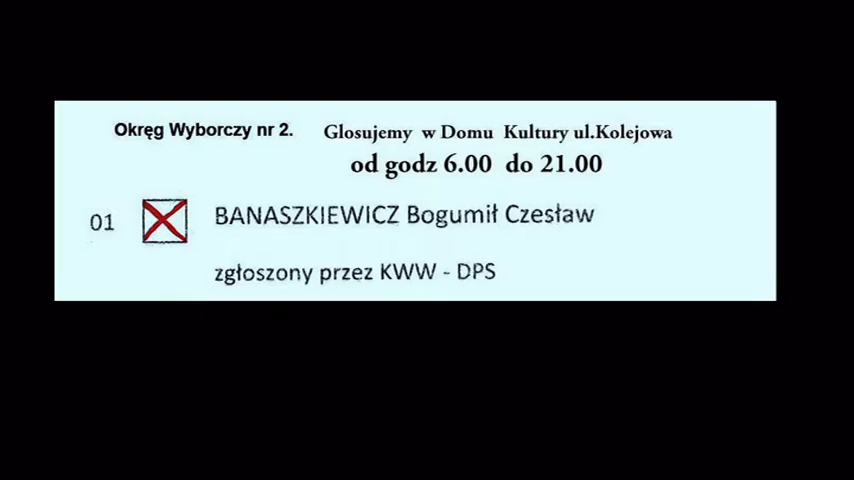 Okręg Wyborczy nr 2. Glosujemy w Domu Kultury ul.Kolejowa
od godz 6.00 do 21.00
01 BANASZKIEWICZ Bogumił Czesław
zgłoszony przez KWW - DPS